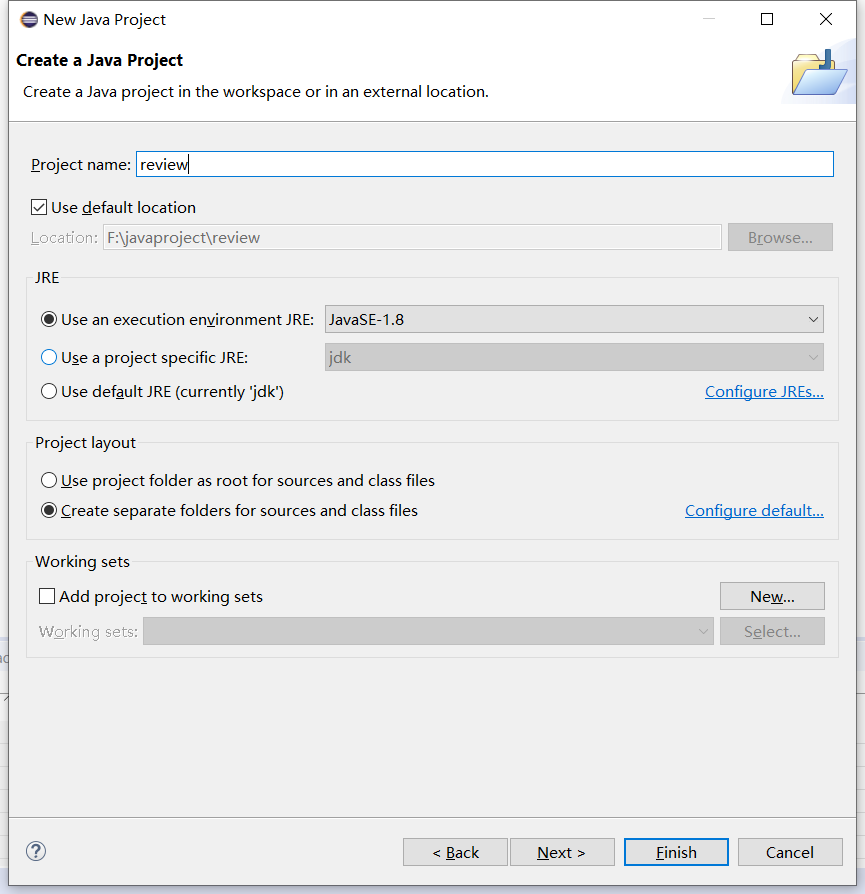 New Java Project
Create a Java Project
Create a Java project in the workspace or in an external location.
Project name: review
Use default location
Location: F:\javaproject\review Browse...
JRE
Use an execution environment JRE: JavaSE-1.8
Use a project specific JRE: jdk
Use default JRE (currently 'jdk') Configure JREs...
Project layout
Use project folder as root for sources and class files
Create separate folders for sources and class files Configure default...
Working sets
Add project to working sets New...
Working sets: Select...
? < Back Next > Finish Cancel